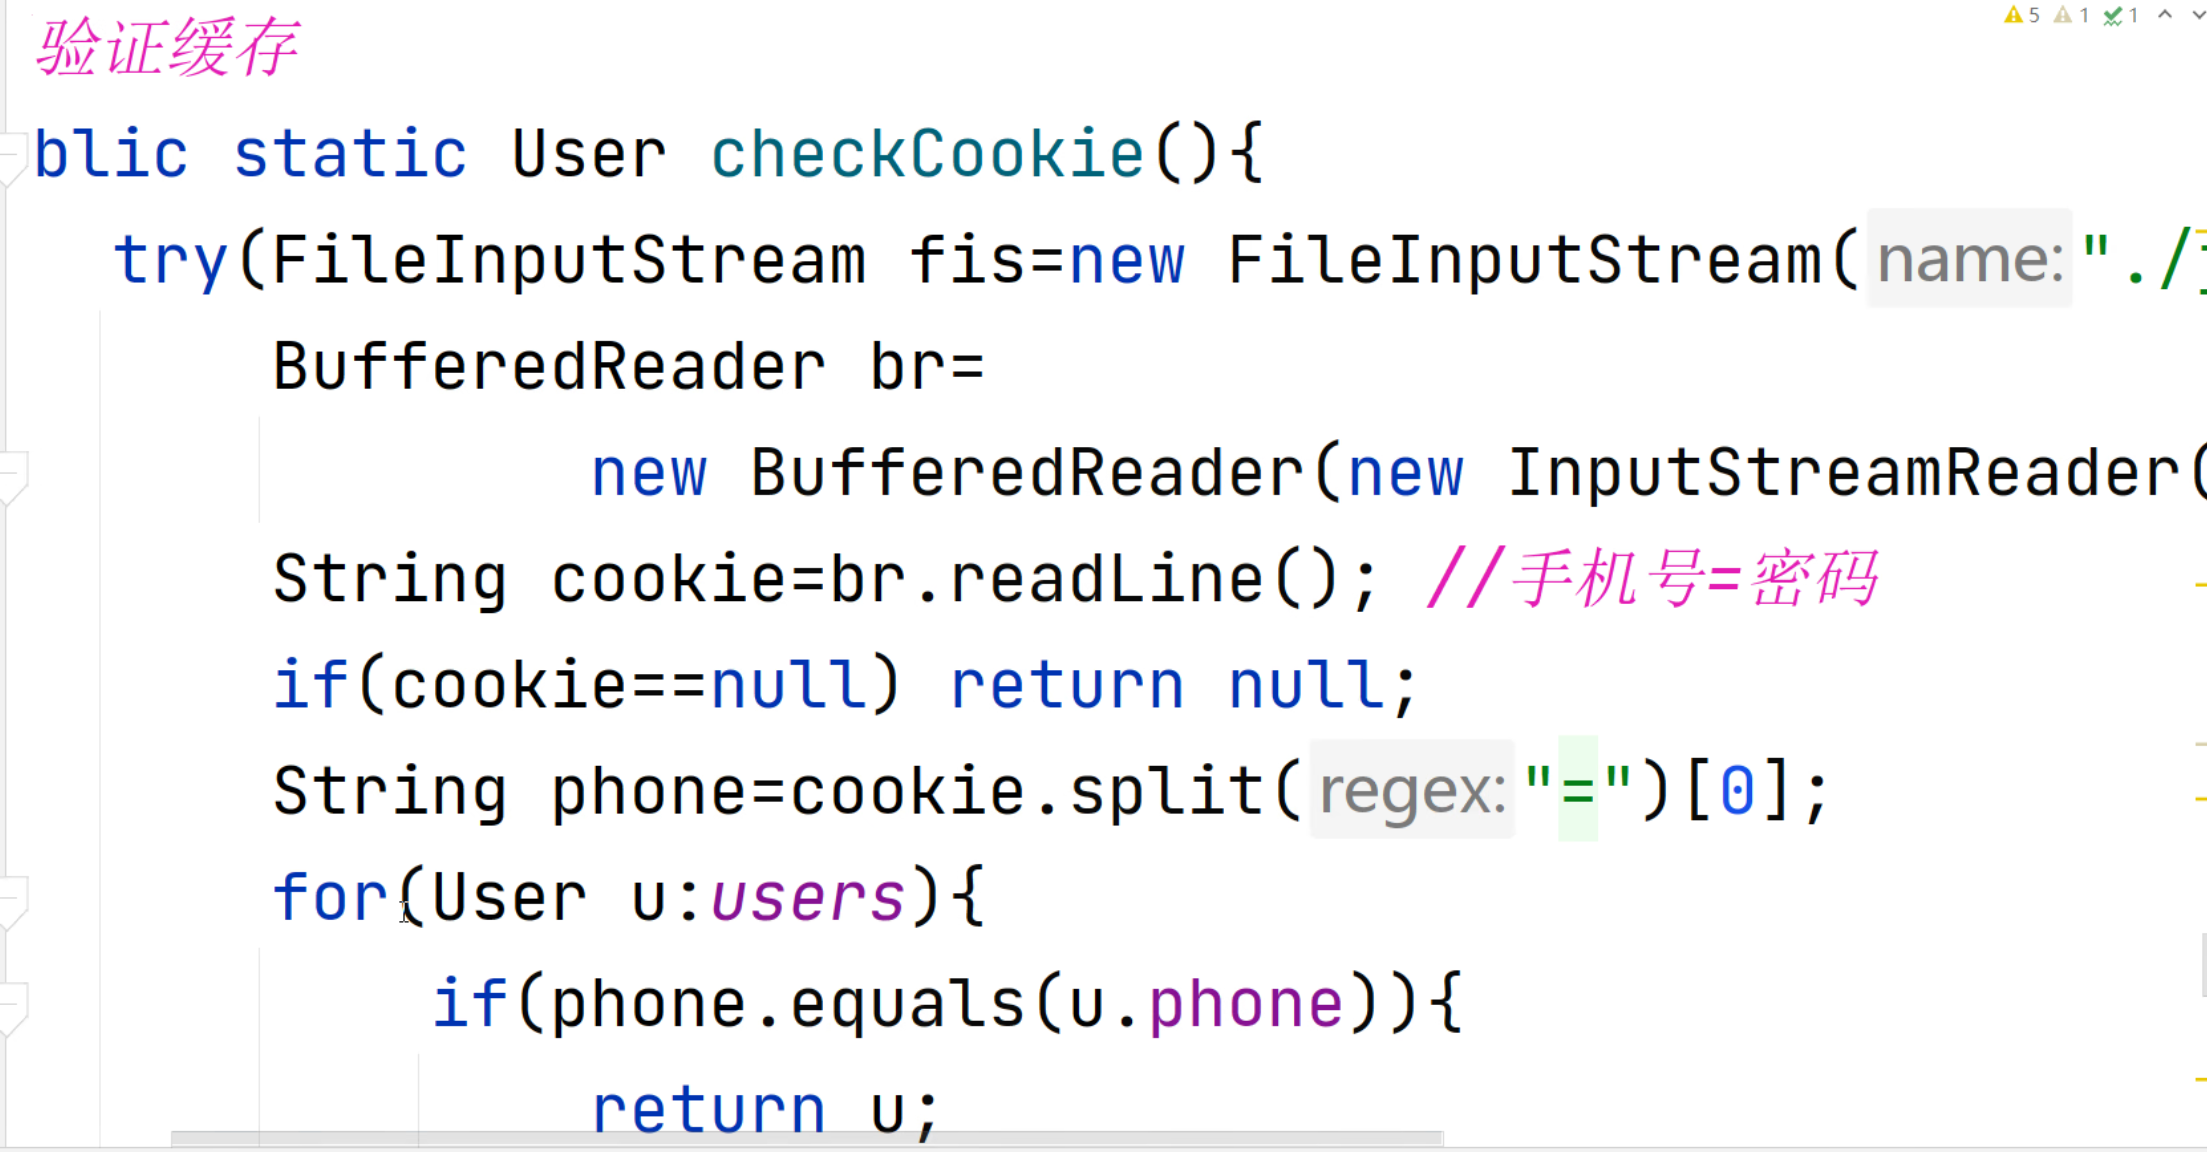 5 1 1
验证缓存
blic static User checkCookie(){
try(FileInputStream fis=new FileInputStream( name: "./
BufferedReader br=
new BufferedReader(new InputStreamReader(
String cookie=br.readLine(); //手机号=密码
if(cookie==null) return null;
String phone=cookie.split( regex: "=")[0];
for(User u:users){
if(phone.equals(u.phone)){
return u;